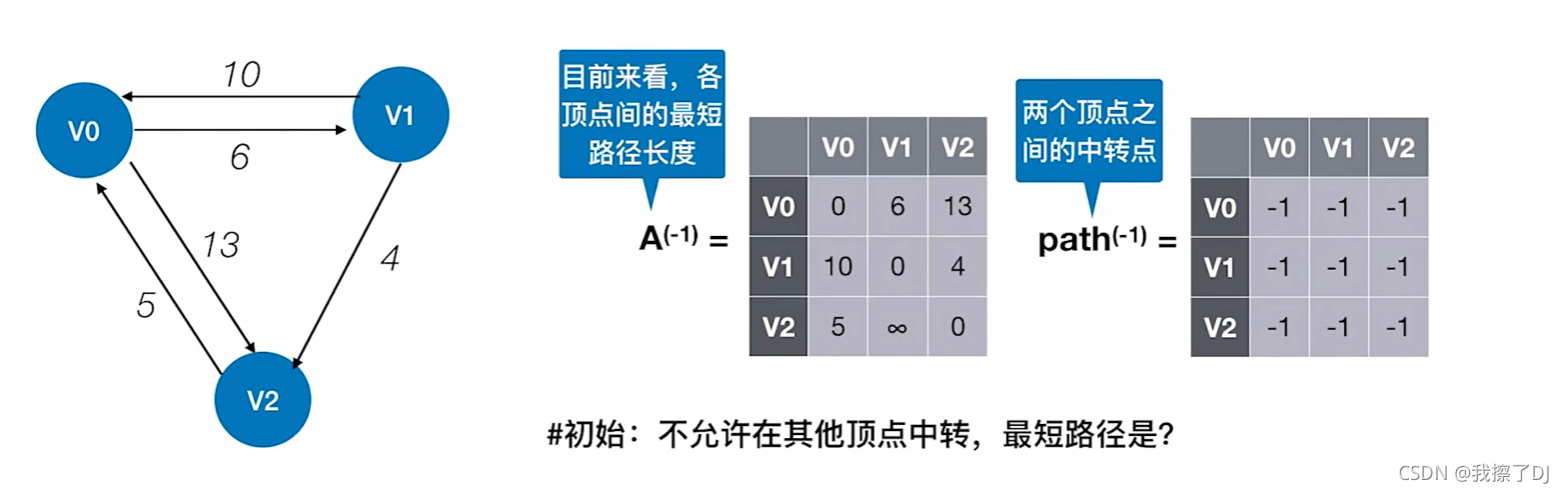 10
V0
V1
6
13
4
5
V2
目前来看，各
顶点间的最短
路径长度
A(-1) =
V0 V1 V2
V0 0 6 13
V1 10 0 4
V2 5 ∞ 0
两个顶点之
间的中转点
path(-1) =
V0 V1 V2
V0 -1 -1 -1
V1 -1 -1 -1
V2 -1 -1 -1
#初始：不允许在其他顶点中转，最短路径是?
CSDN @我擦了DJ